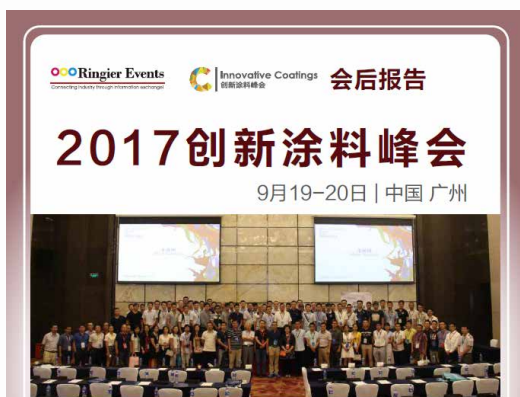 Ringier Events
Connecting industry through information exchanges!
Innovative Coatings
创新涂料峰会
会后报告
2017创新涂料峰会
9月19-20日 | 中国 广州